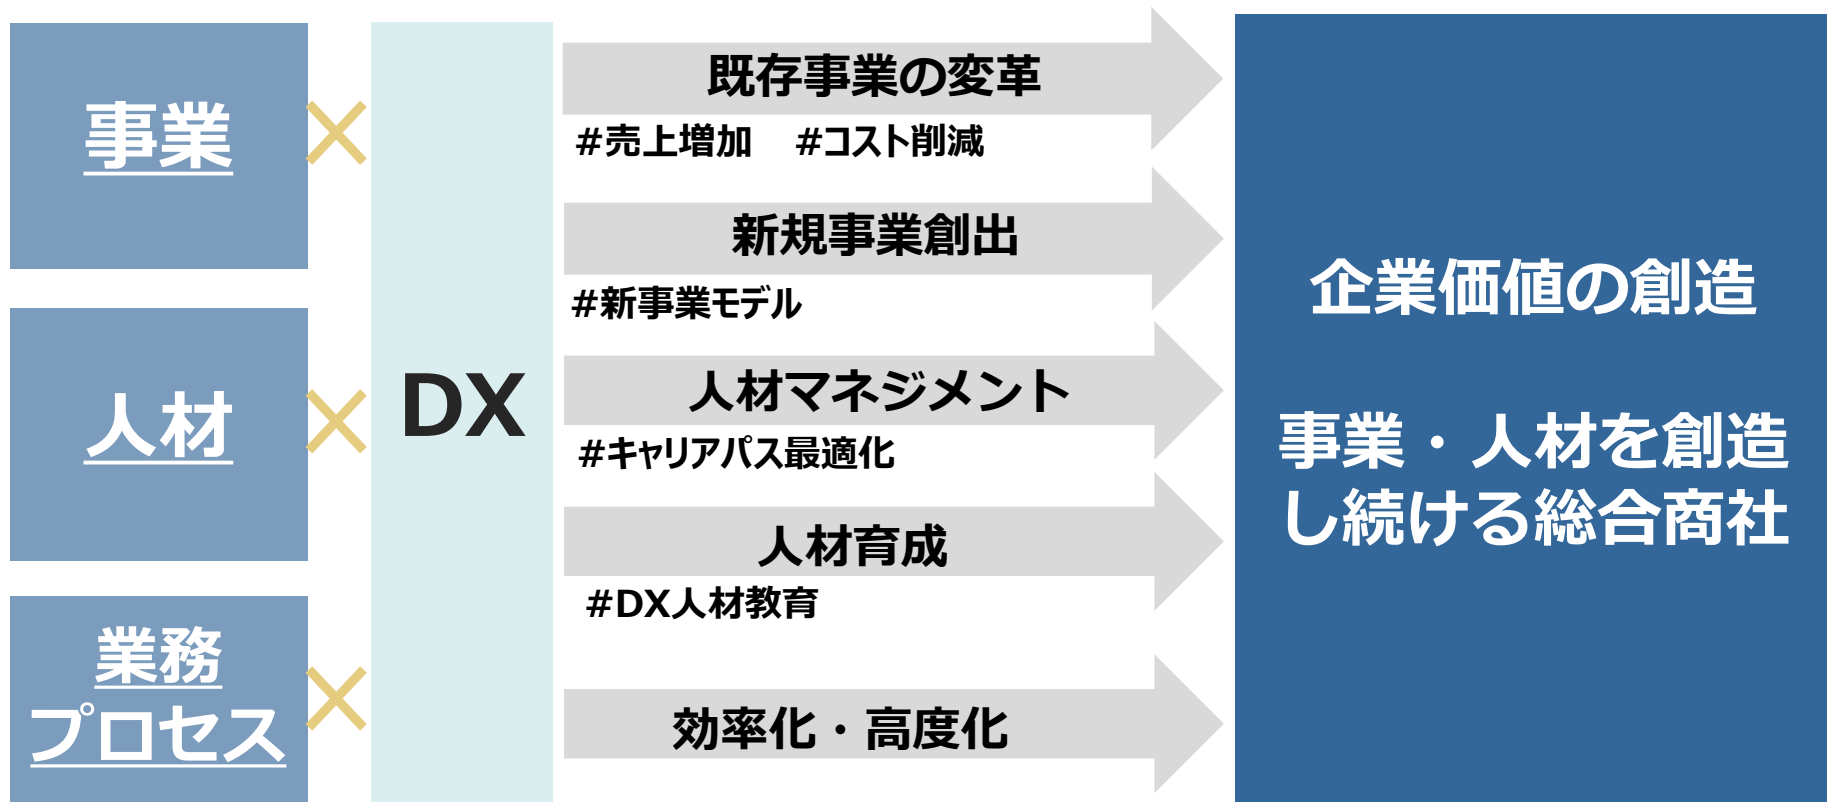 事業
×
人材
×
業務
プロセス
×
DX
既存事業の変革
#売上増加 #コスト削減
新規事業創出
#新事業モデル
人材マネジメント
#キャリアパス最適化
人材育成
#DX人材教育
効率化・高度化
企業価値の創造
事業・人材を創造
し続ける総合商社